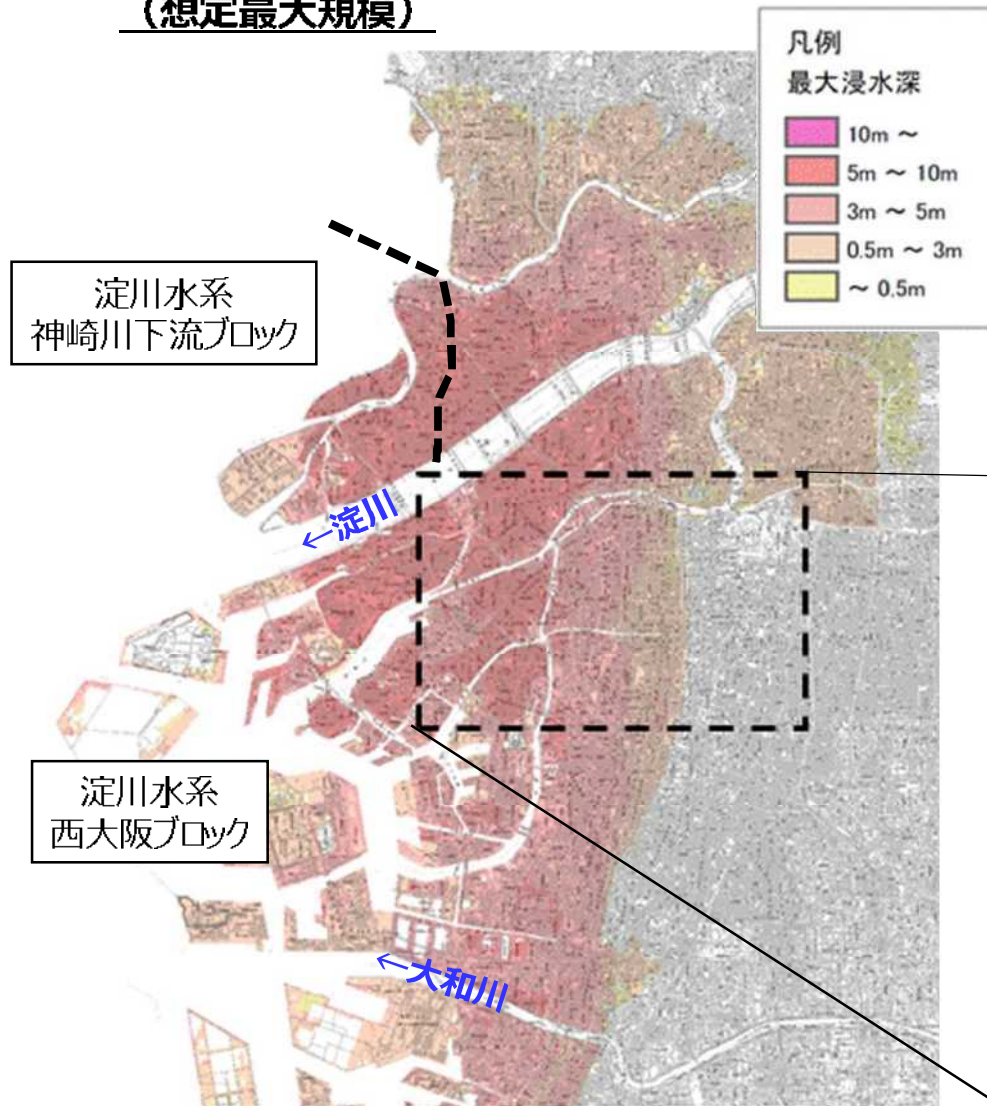 （想定最大規模）
凡例
最大浸水深
10m ～
5m ～ 10m
3m ～ 5m
0.5m ～ 3m
～ 0.5m
淀川水系
神崎川下流ブロック
←淀川
淀川水系
西大阪ブロック
←大和川